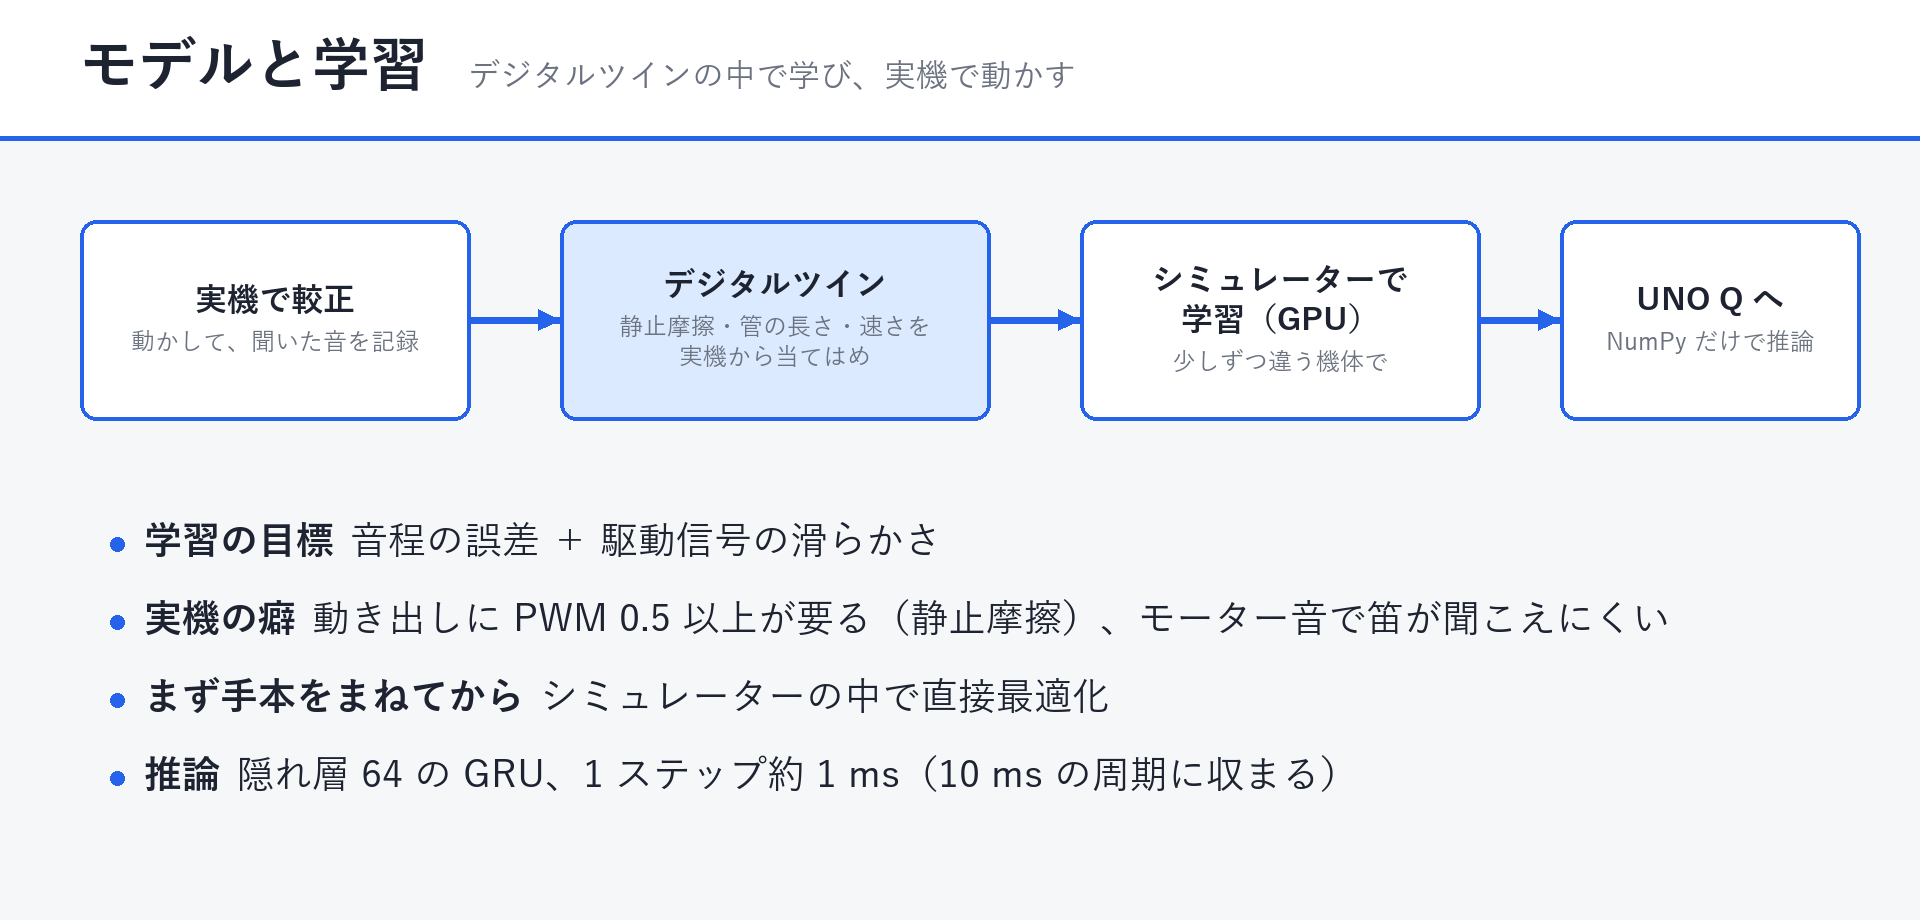 モデルと学習 デジタルツインの中で学び、実機で動かす
実機で較正
動かして、聞いた音を記録
デジタルツイン
静止摩擦・管の長さ・速さを
実機から当てはめ
シミュレーターで
学習（GPU）
少しずつ違う機体で
UNO Q へ
NumPy だけで推論
学習の目標 音程の誤差 ＋ 駆動信号の滑らかさ
実機の癖 動き出しに PWM 0.5 以上が要る（静止摩擦）、モーター音で笛が聞こえにくい
まず手本をまねてから シミュレーターの中で直接最適化
推論 隠れ層 64 の GRU、1 ステップ約 1 ms（10 ms の周期に収まる）